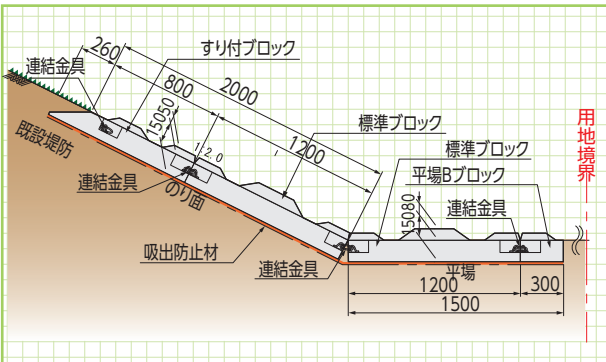 260
すり付ブロック
連結金具
800
2000
15050
標準ブロック
1:2.0
1200
用地境界
既設堤防
標準ブロック
平場Bブロック
連結金具
のり面
15080
連結金具
吸出防止材
連結金具
平場
1200
300
1500